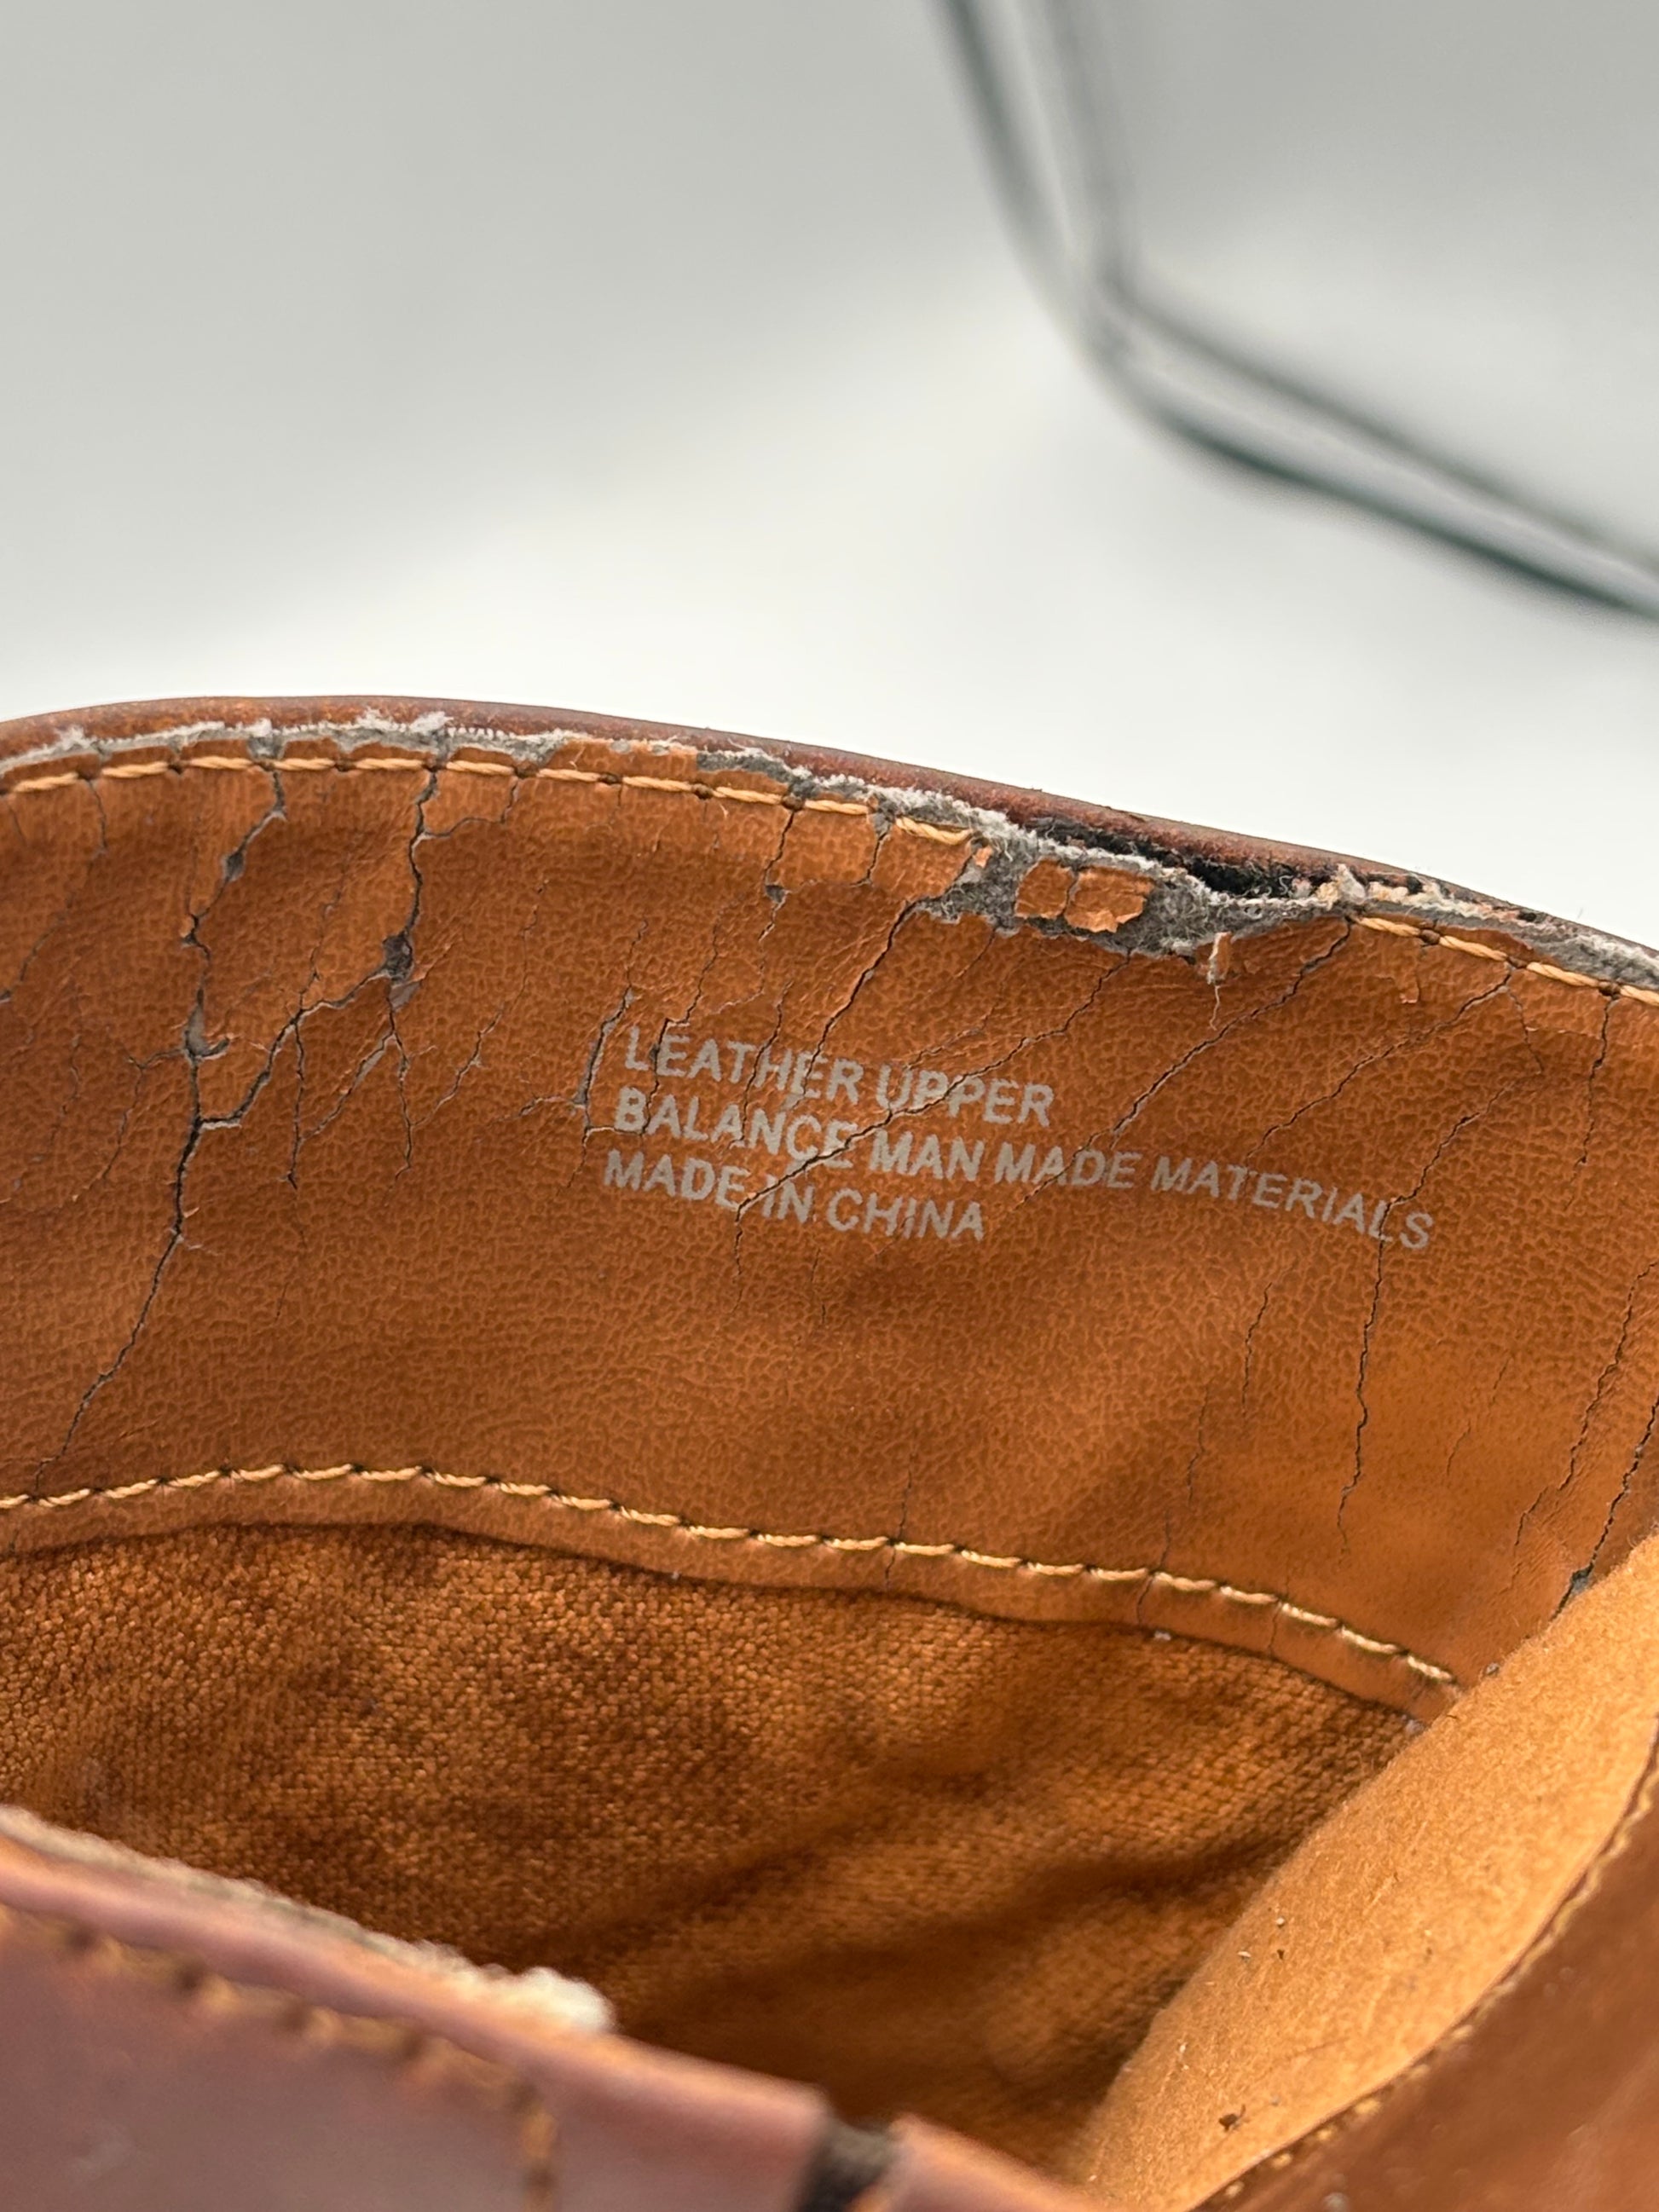 LEATHER UPPER
BALANCE MAN MADE MATERIALS
MADE IN CHINA